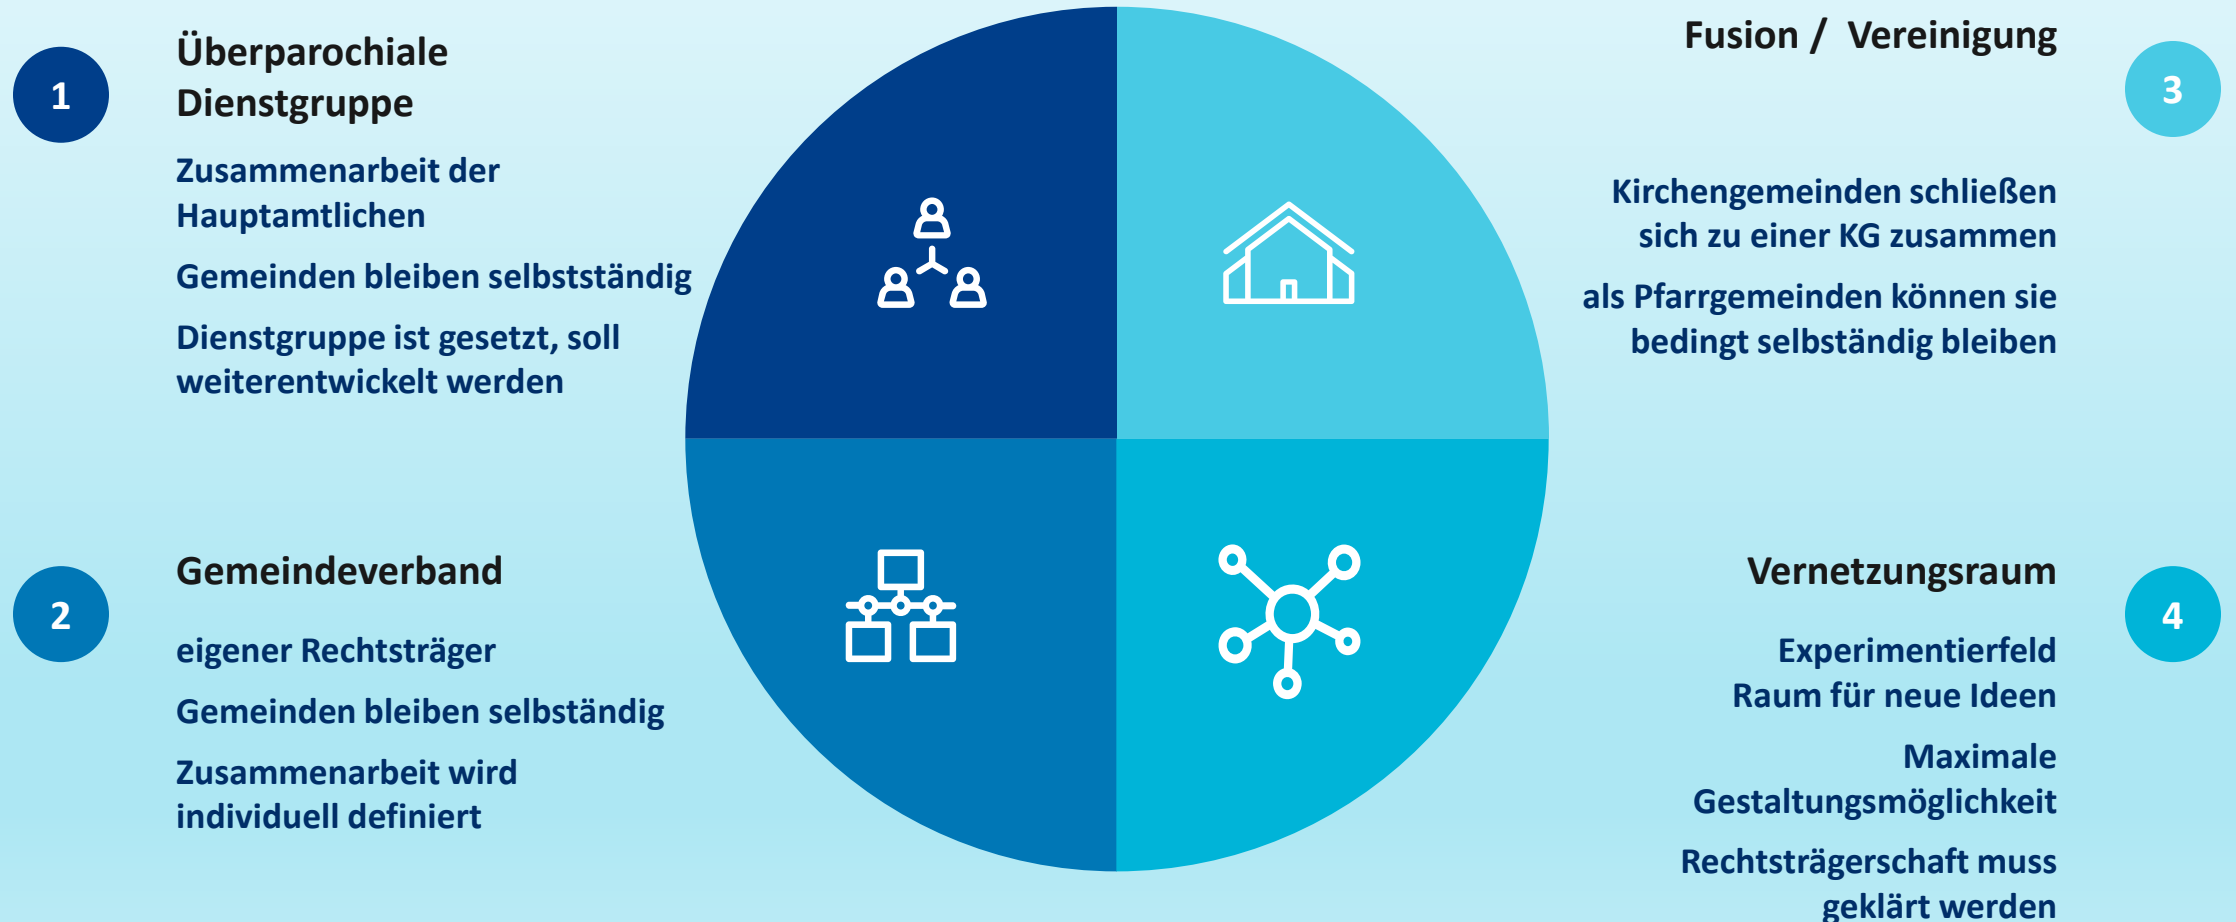 1
Überparochiale
Dienstgruppe
Zusammenarbeit der
Hauptamtlichen
Gemeinden bleiben selbstständig
Dienstgruppe ist gesetzt, soll
weiterentwickelt werden
2
Gemeindeverband
eigener Rechtsträger
Gemeinden bleiben selbständig
Zusammenarbeit wird
individuell definiert
Fusion / Vereinigung
3
Kirchengemeinden schließen
sich zu einer KG zusammen
als Pfarrgemeinden können sie
bedingt selbständig bleiben
Vernetzungsraum
4
Experimentierfeld
Raum für neue Ideen
Maximale
Gestaltungsmöglichkeit
Rechtsträgerschaft muss
geklärt werden